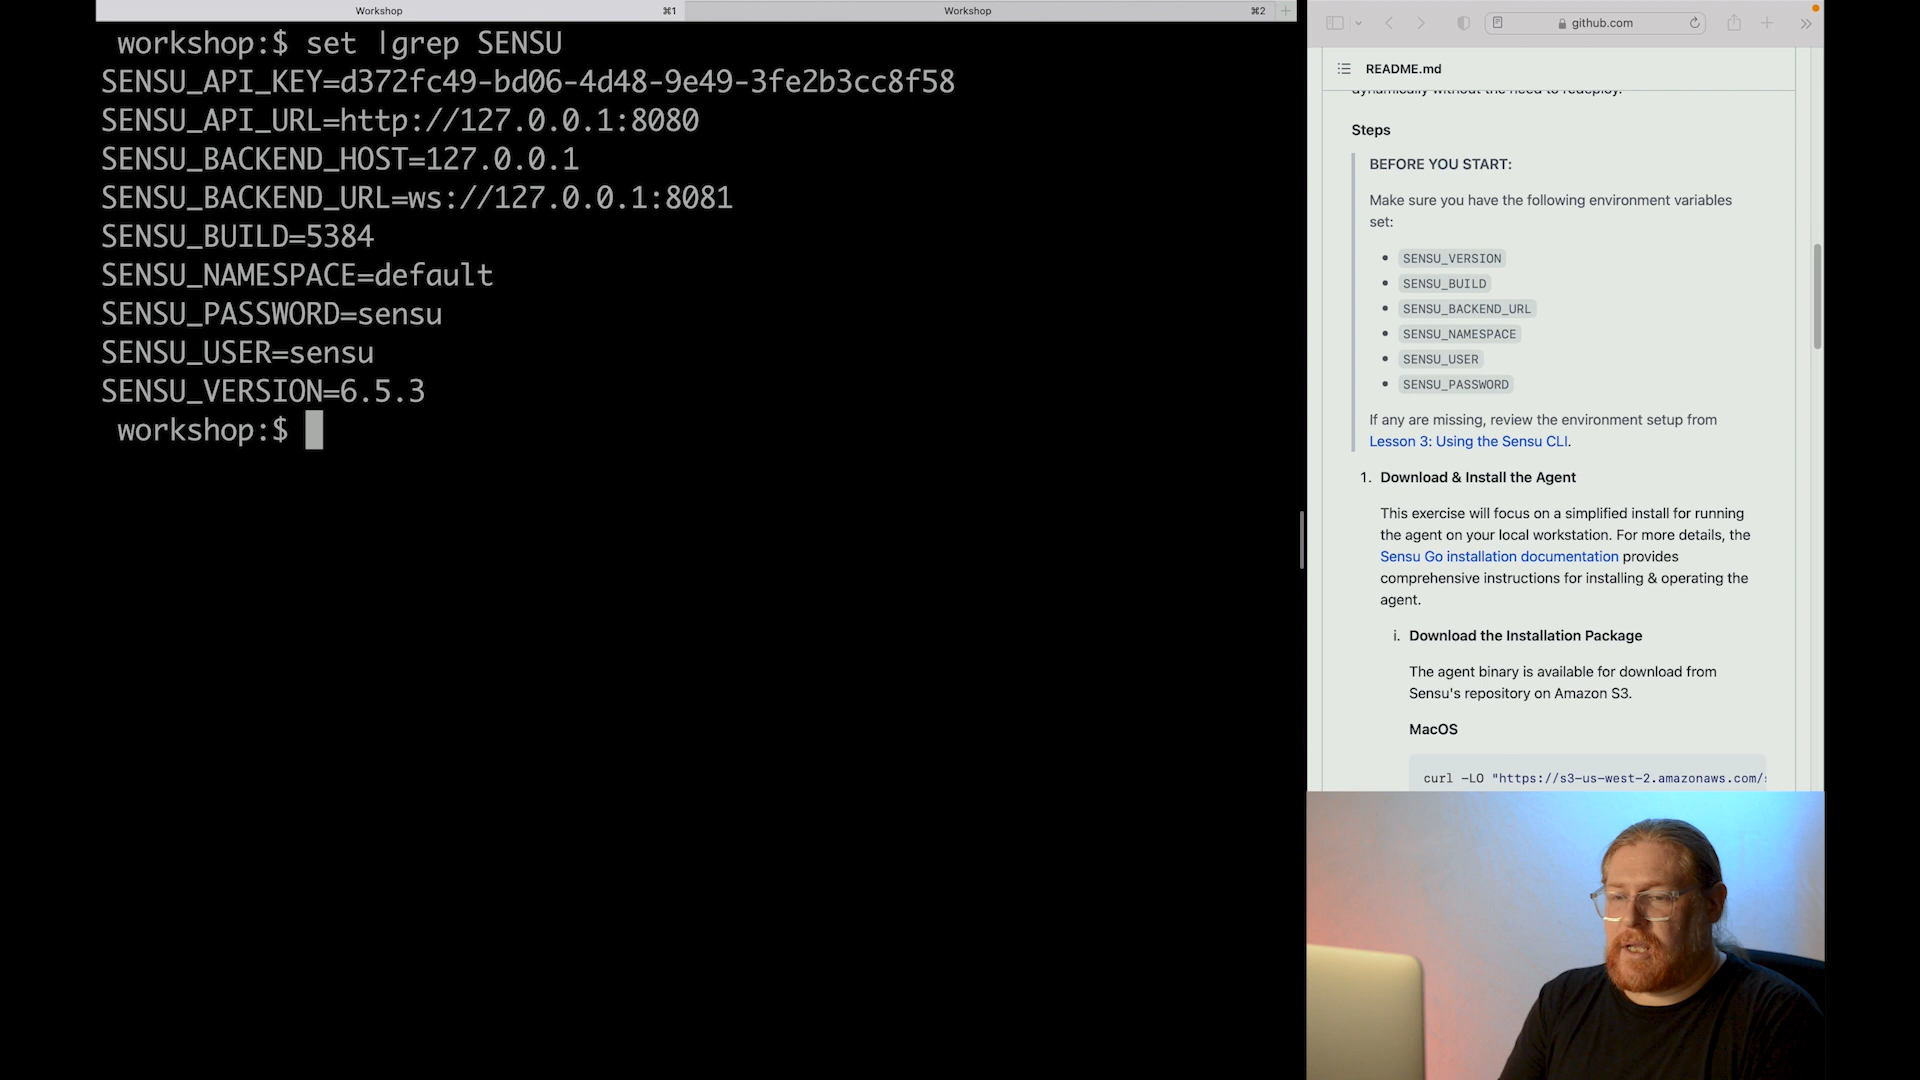 Workshop ⌘1
Workshop ⌘2
workshop:$ set |grep SENSU
SENSU_API_KEY=d372fc49-bd06-4d48-9e49-3fe2b3cc8f58
SENSU_API_URL=http://127.0.0.1:8080
SENSU_BACKEND_HOST=127.0.0.1
SENSU_BACKEND_URL=ws://127.0.0.1:8081
SENSU_BUILD=5384
SENSU_NAMESPACE=default
SENSU_PASSWORD=sensu
SENSU_USER=sensu
SENSU_VERSION=6.5.3
workshop:$
github.com
README.md
dynamically without the need to redeploy.
Steps
BEFORE YOU START:
Make sure you have the following environment variables
set:
• SENSU_VERSION
• SENSU_BUILD
• SENSU_BACKEND_URL
• SENSU_NAMESPACE
• SENSU_USER
• SENSU_PASSWORD
If any are missing, review the environment setup from
Lesson 3: Using the Sensu CLI.
1. Download & Install the Agent
This exercise will focus on a simplified install for running
the agent on your local workstation. For more details, the
Sensu Go installation documentation provides
comprehensive instructions for installing & operating the
agent.
i. Download the Installation Package
The agent binary is available for download from
Sensu's repository on Amazon S3.
MacOS
curl -LO "https://s3-us-west-2.amazonaws.com/